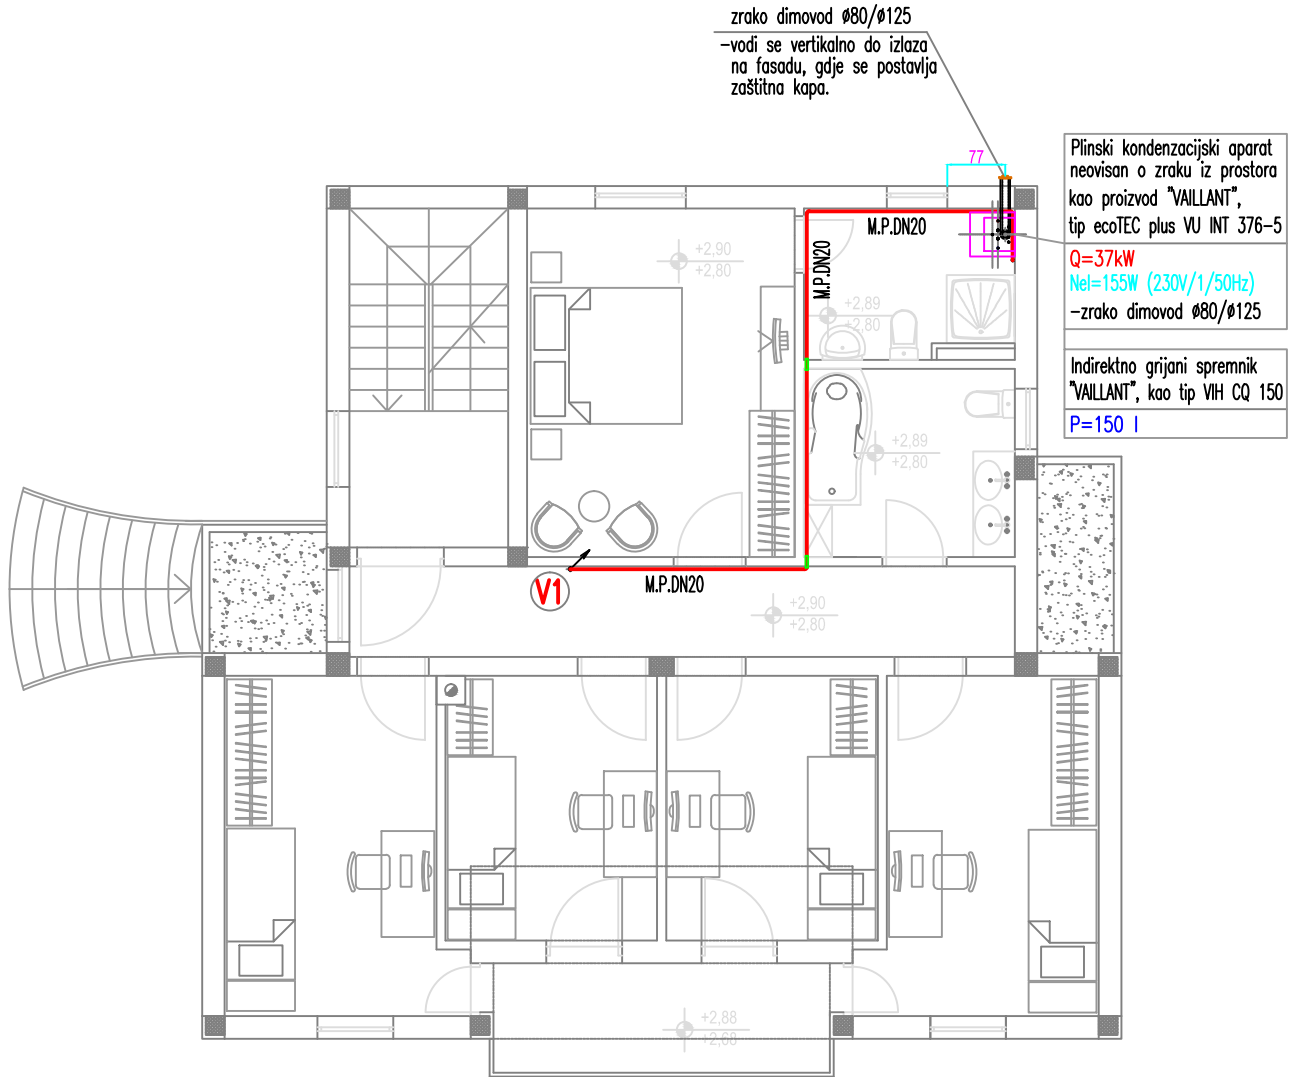 zrako dimovod ø80/ø125
-vodi se vertikalno do izlaza
na fasadu, gdje se postavlja
zaštitna kapa.
77
Plinski kondenzacijski aparat
neovisan o zraku iz prostora
kao proizvod "VAILLANT",
tip ecoTEC plus VU INT 376-5
Q=37kW
Nel=155W (230V/1/50Hz)
-zrako dimovod ø80/ø125
Indirektno grijani spremnik
"VAILLANT", kao tip VIH CQ 150
P=150 l
M.P.DN20
M.P.DN20
+2,90
+2,80
+2,89
+2,80
+2,89
+2,80
V1
M.P.DN20
+2,90
+2,80
+2,88
+2,68